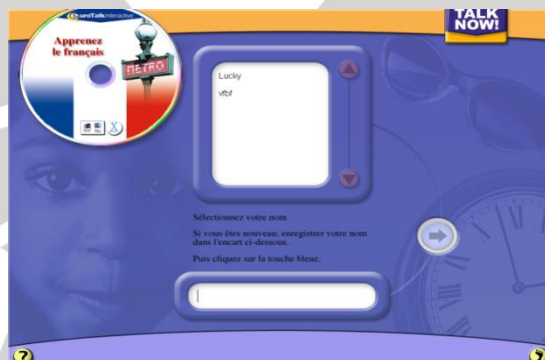 EuroTalk interactive
TALK
NOW!
Apprenez
le français
METRO
X
Lucky
vfbf
Sélectionnez votre nom
Si vous êtes nouveau, enregistrer votre nom
dans l'encart ci-dessous.
Puis cliquez sur la touche bleue.
?